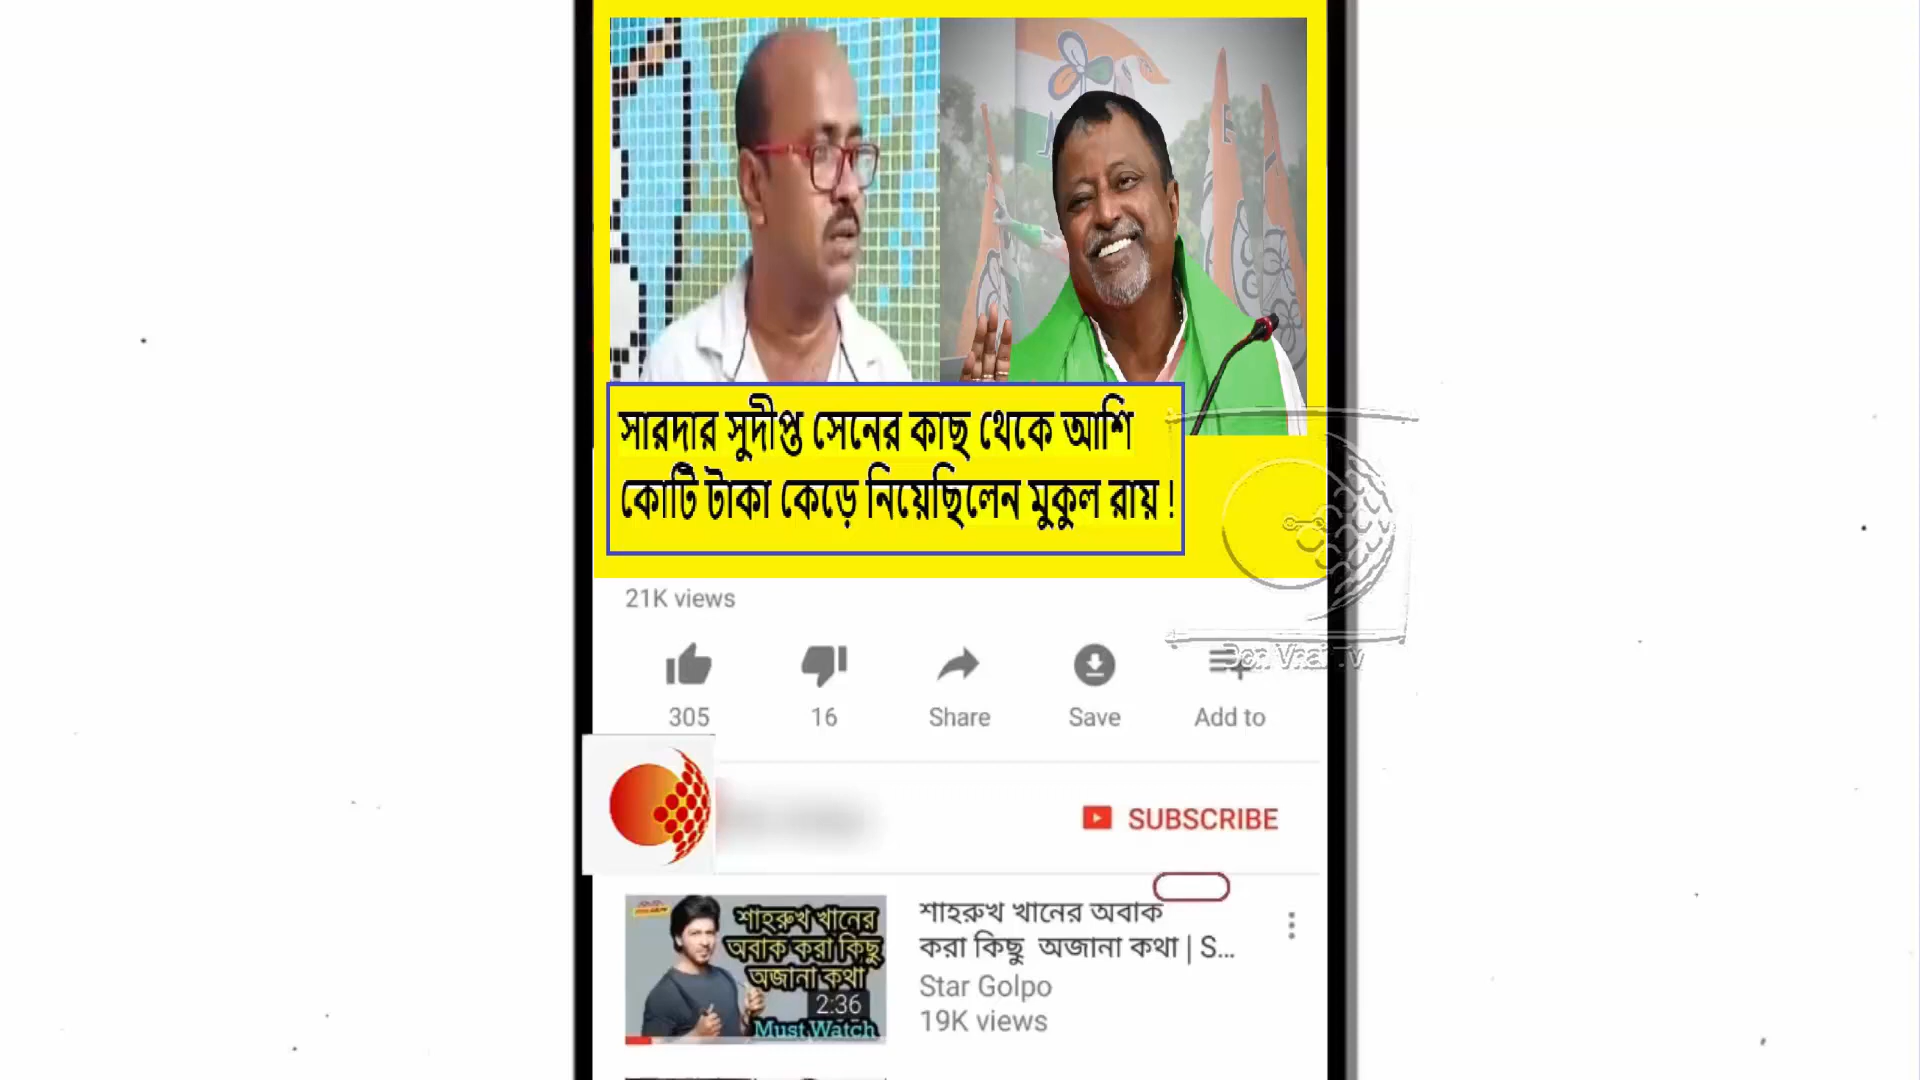 সারদার সুদীপ্ত সেনের কাছ থেকে আশি
কোটি টাকা কেড়ে নিয়েছিলেন মুকুল রায় !
21K views
305
16
Share
Save
Add to
SUBSCRIBE
শাহরুখ খানের
অবাক করা কিছু
অজানা কথা
2:36
Must Watch
শাহরুখ খানের অবাক
করা কিছু অজানা কথা | S...
Star Golpo
19K views